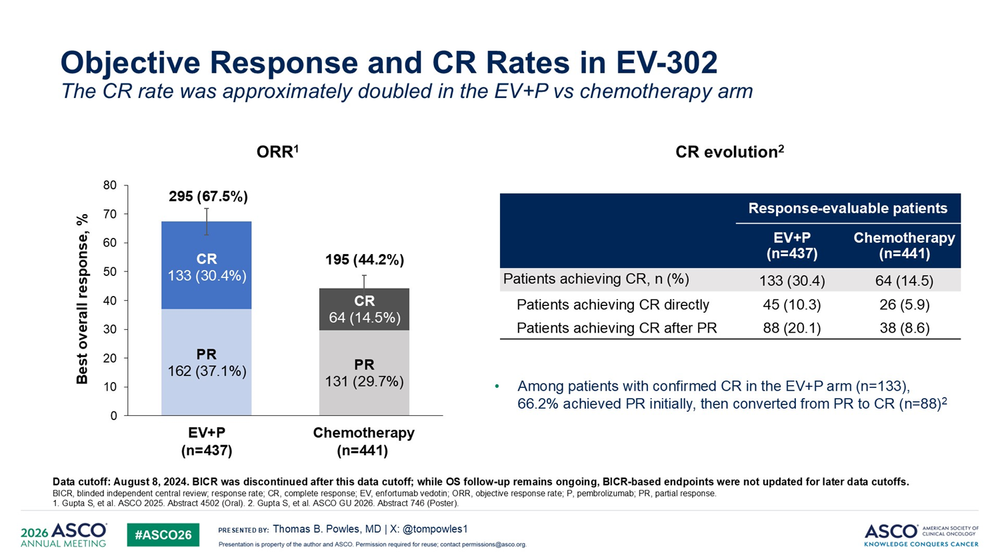 Objective Response and CR Rates in EV-302
The CR rate was approximately doubled in the EV+P vs chemotherapy arm
ORR¹
Best overall response, %
80
70
60
50
40
30
20
10
0
295 (67.5%)
CR
133 (30.4%)
PR
162 (37.1%)
195 (44.2%)
CR
64 (14.5%)
PR
131 (29.7%)
EV+P
(n=437)
Chemotherapy
(n=441)
CR evolution²
Response-evaluable patients
EV+P
(n=437)
Chemotherapy
(n=441)
Patients achieving CR, n (%) 133 (30.4) 64 (14.5)
Patients achieving CR directly 45 (10.3) 26 (5.9)
Patients achieving CR after PR 88 (20.1) 38 (8.6)
• Among patients with confirmed CR in the EV+P arm (n=133),
66.2% achieved PR initially, then converted from PR to CR (n=88)²
Data cutoff: August 8, 2024. BICR was discontinued after this data cutoff; while OS follow-up remains ongoing, BICR-based endpoints were not updated for later data cutoffs.
BICR, blinded independent central review; response rate; CR, complete response; EV, enfortumab vedotin; ORR, objective response rate; P, pembrolizumab; PR, partial response.
1. Gupta S, et al. ASCO 2025. Abstract 4502 (Oral). 2. Gupta S, et al. ASCO GU 2026. Abstract 746 (Poster).
2026 ASCO®
ANNUAL MEETING
#ASCO26
PRESENTED BY: Thomas B. Powles, MD | X: @tompowles1
Presentation is property of the author and ASCO. Permission required for reuse; contact permissions@asco.org.
ASCO® AMERICAN SOCIETY OF
CLINICAL ONCOLOGY
KNOWLEDGE CONQUERS CANCER